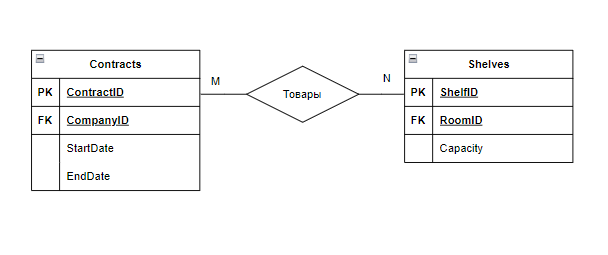 Contracts
PK ContractID
FK CompanyID
StartDate
EndDate
M
Товары
N
Shelves
PK ShelfID
FK RoomID
Capacity